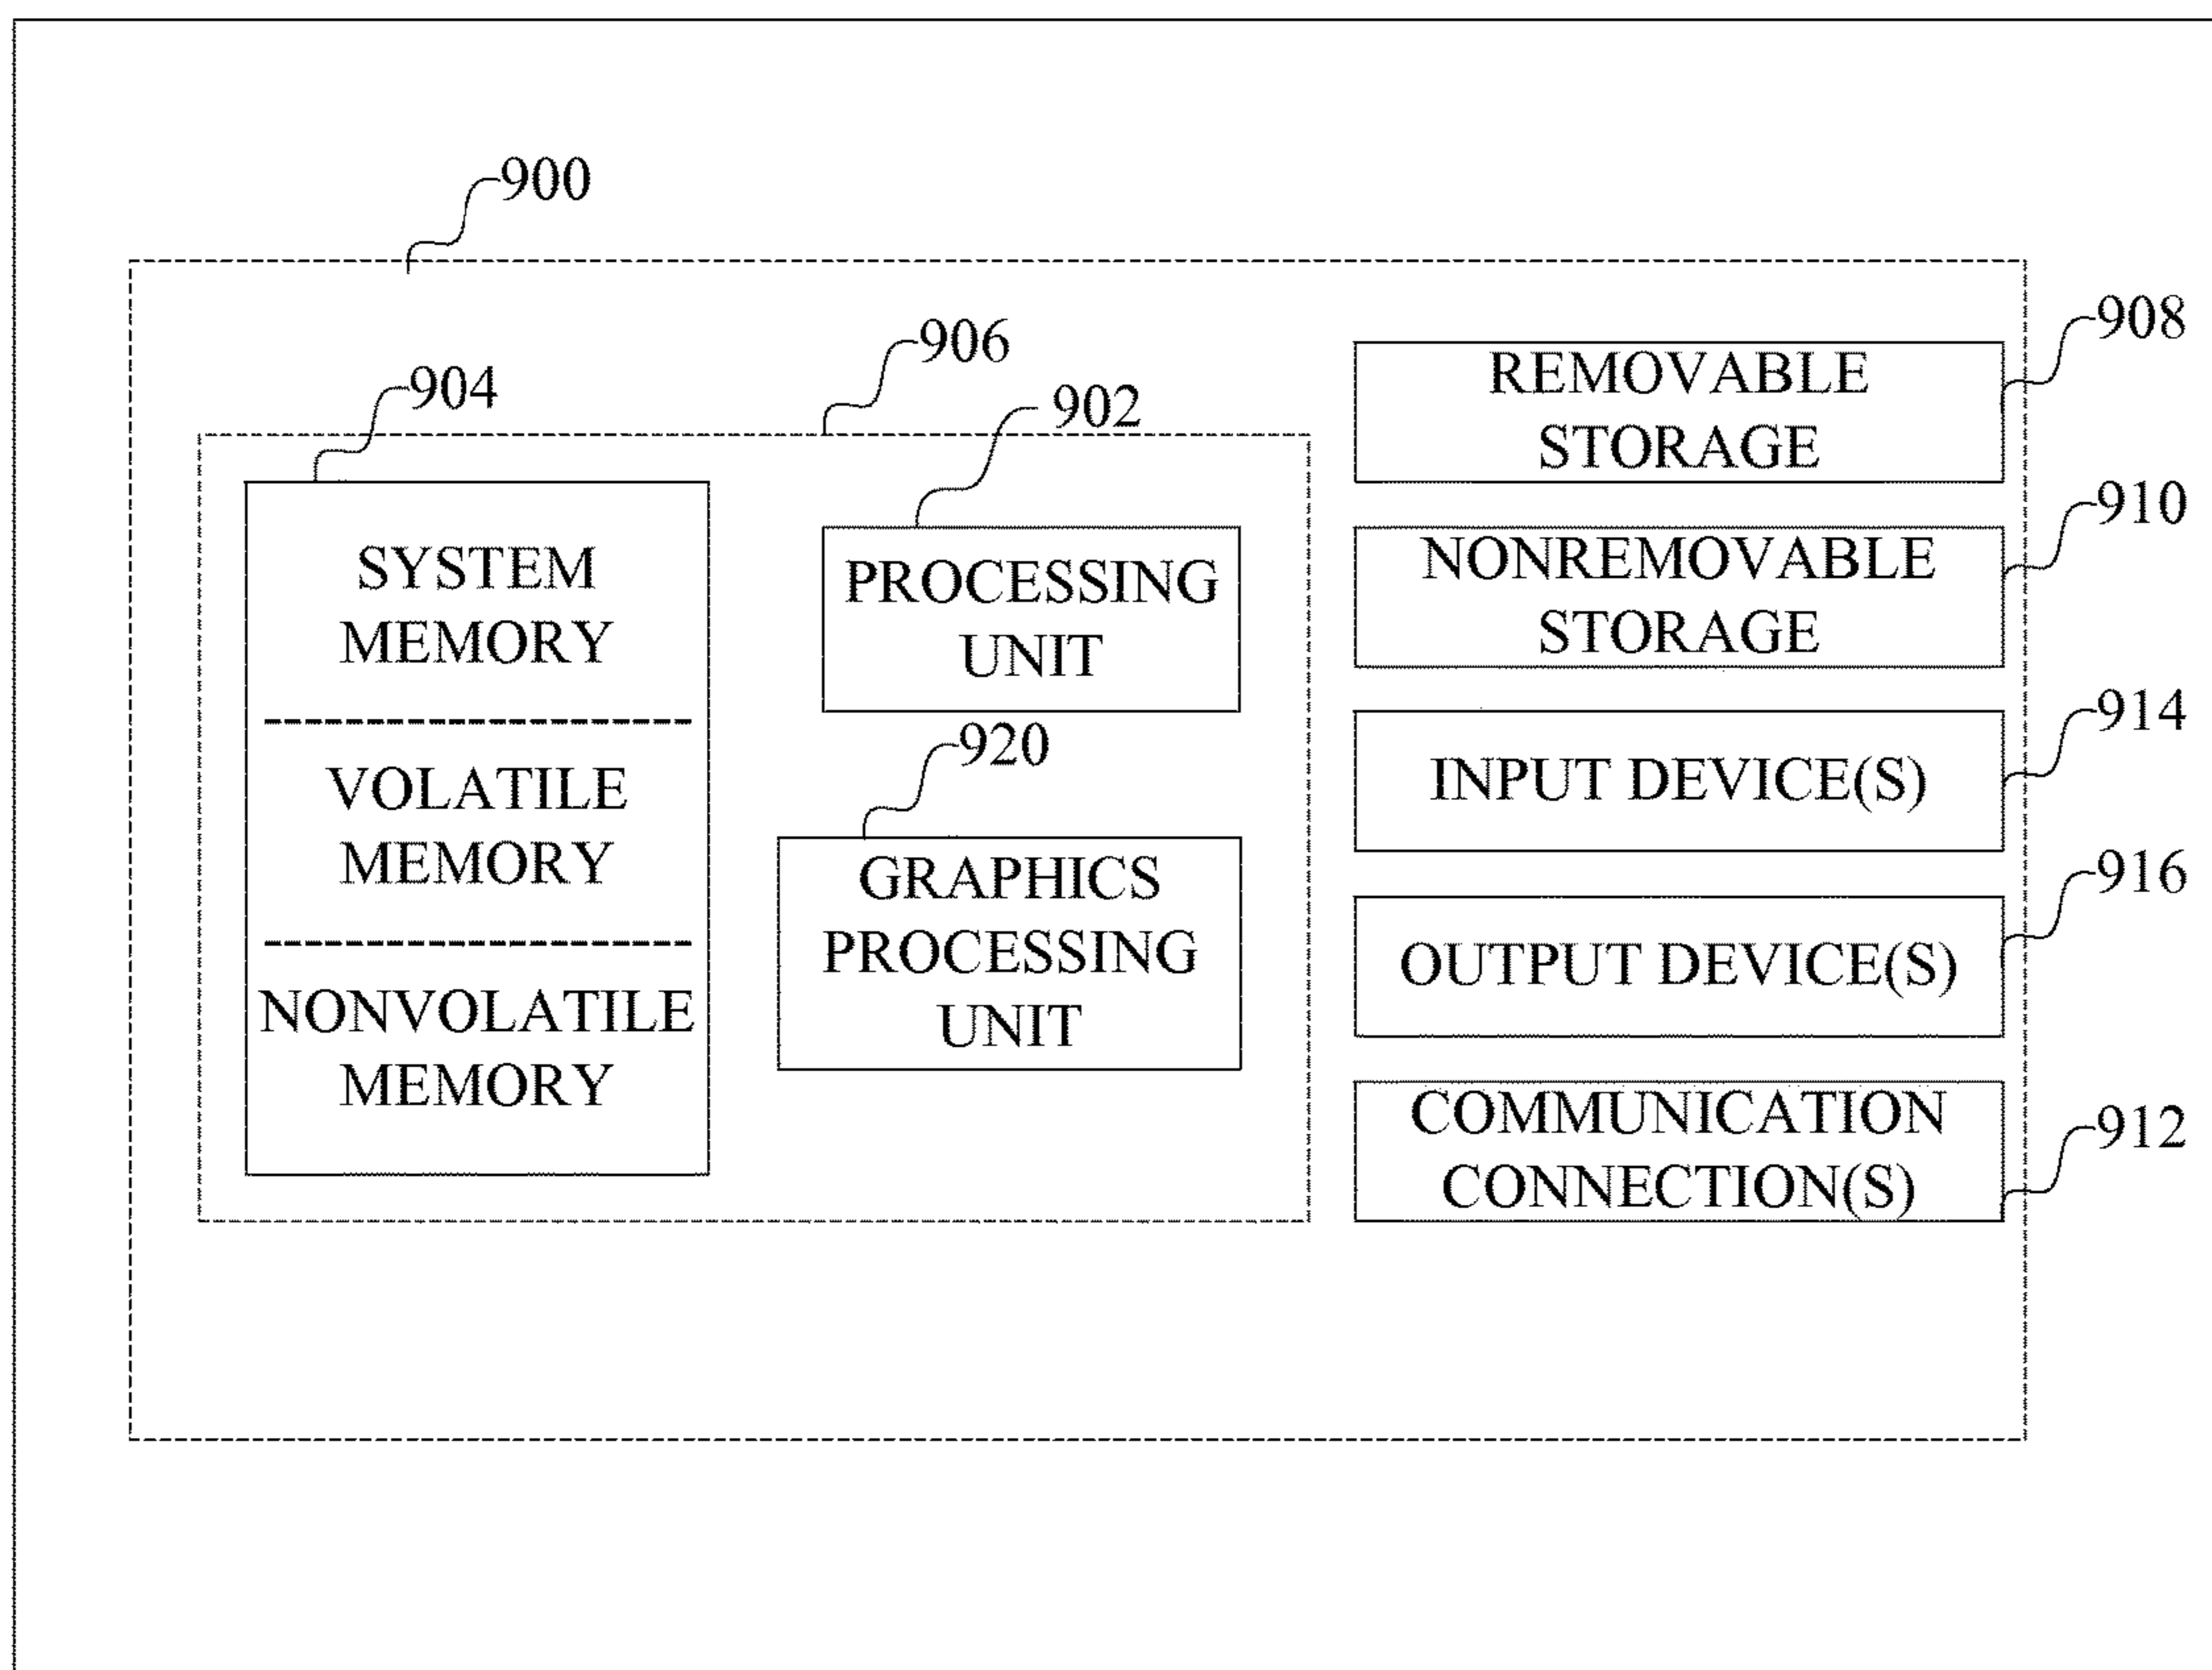 900
906
908
904
902
REMOVABLE
STORAGE
910
SYSTEM
MEMORY
PROCESSING
UNIT
NONREMOVABLE
STORAGE
920
914
VOLATILE
MEMORY
INPUT DEVICE(S)
GRAPHICS
PROCESSING
UNIT
916
OUTPUT DEVICE(S)
NONVOLATILE
MEMORY
COMMUNICATION
CONNECTION(S)
912